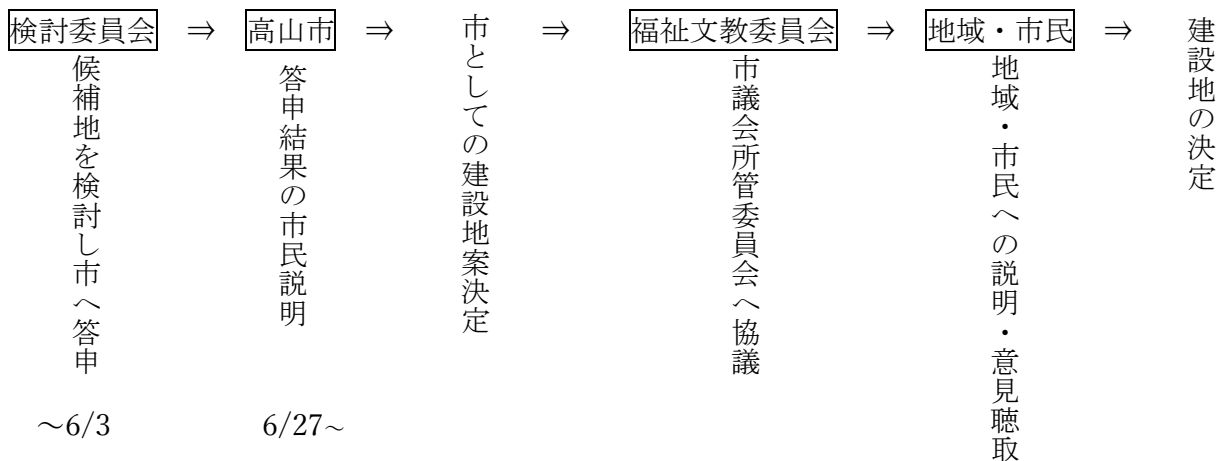 検討委員会 ⇒ 高山市 ⇒ 市としての建設地案決定 ⇒ 福祉文教委員会 ⇒ 地域・市民 ⇒ 建設地の決定
候補地を検討し市へ答申
答申結果の市民説明
市議会所管委員会へ協議
地域・市民への説明・意見聴取
～6/3
6/27～